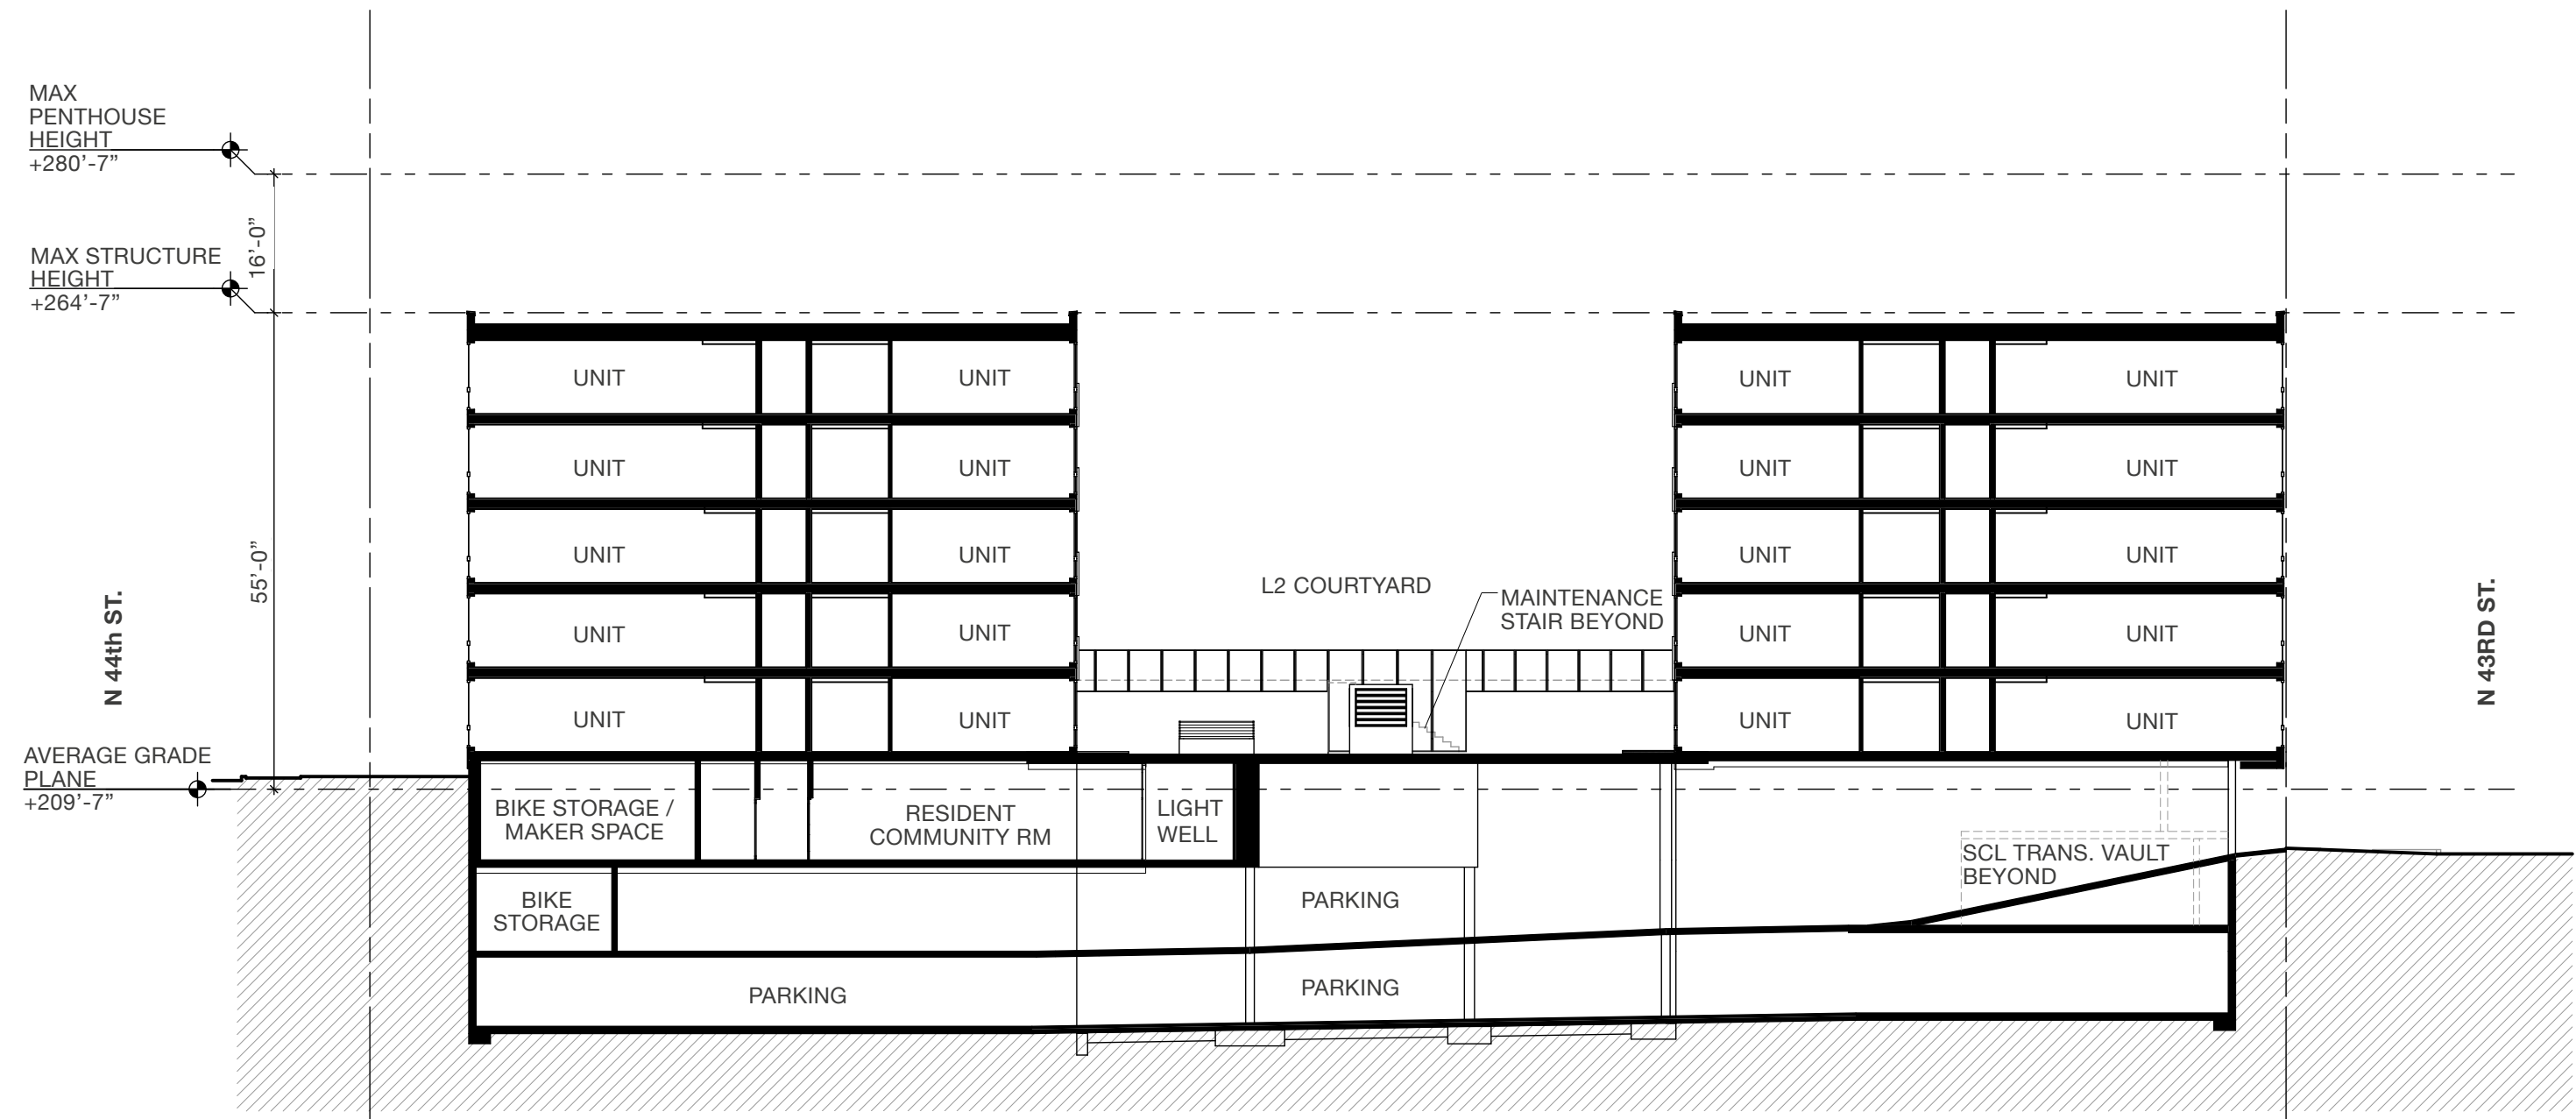 MAX
PENTHOUSE
HEIGHT
+280’-7”
16’-0”
MAX STRUCTURE
HEIGHT
+264’-7”
UNIT
UNIT
UNIT
UNIT
UNIT
UNIT
UNIT
UNIT
UNIT
UNIT
UNIT
UNIT
55’-0”
L2 COURTYARD
MAINTENANCE
STAIR BEYOND
N 44th ST.
N 43RD ST.
UNIT
UNIT
UNIT
UNIT
UNIT
UNIT
UNIT
UNIT
AVERAGE GRADE
PLANE
+209’-7”
BIKE STORAGE /
MAKER SPACE
RESIDENT
COMMUNITY RM
LIGHT
WELL
SCL TRANS. VAULT
BEYOND
BIKE
STORAGE
PARKING
PARKING
PARKING